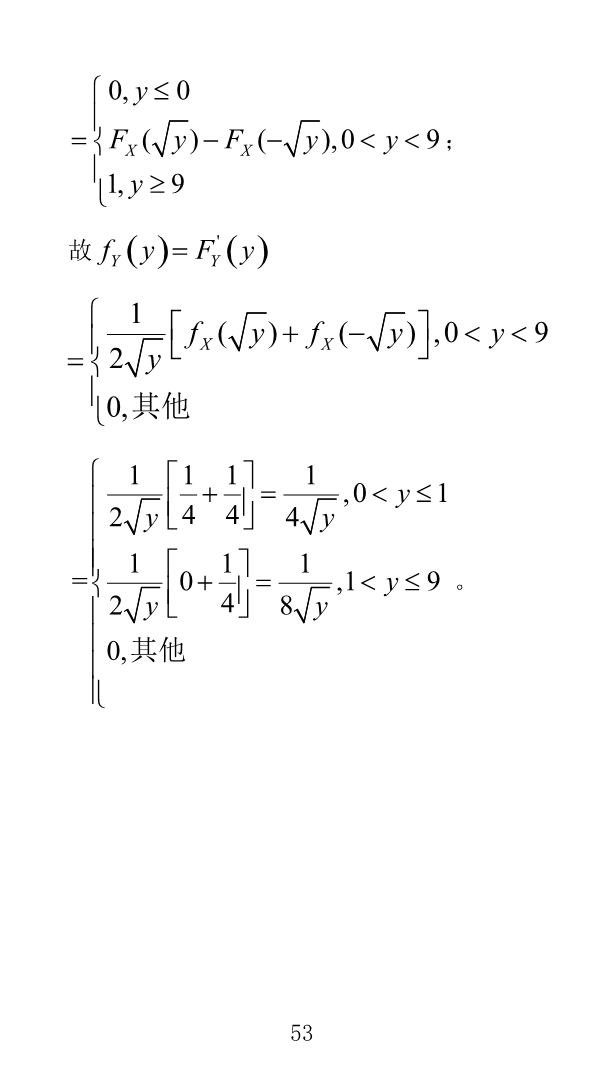 = { 0, y ≤ 0
F_X(√y) − F_X(−√y), 0 < y < 9 ；
1, y ≥ 9
故 f_Y(y) = F_Y'(y)
= { 1/(2√y) [f_X(√y) + f_X(−√y)], 0 < y < 9
0, 其他
= { 1/(2√y) [1/4 + 1/4] = 1/(4√y), 0 < y ≤ 1
1/(2√y) [0 + 1/4] = 1/(8√y), 1 < y ≤ 9 。
0, 其他
53